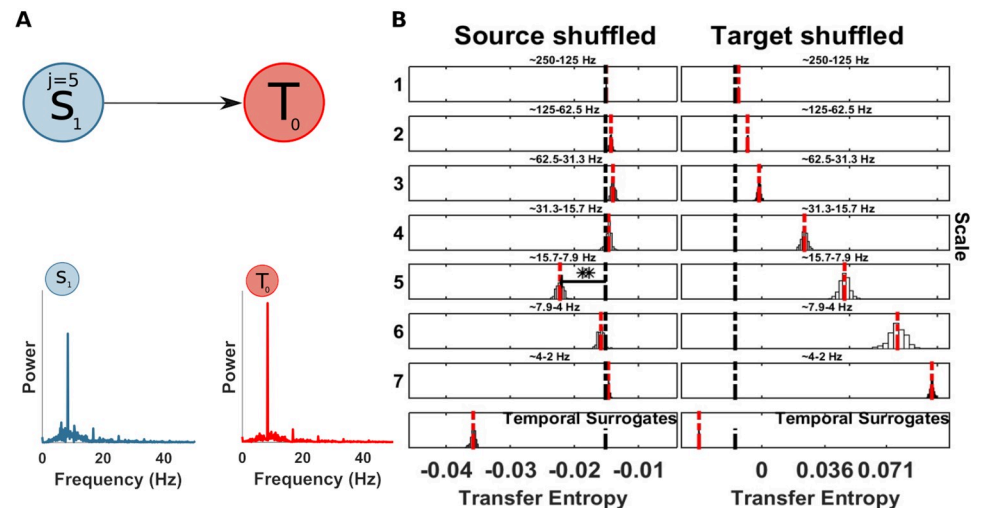 A
B
j=5
S1
T0
S1
T0
Power
0 20 40
Frequency (Hz)
Power
0 20 40
Frequency (Hz)
Source shuffled
Target shuffled
1
~250-125 Hz
~250-125 Hz
2
~125-62.5 Hz
~125-62.5 Hz
3
~62.5-31.3 Hz
~62.5-31.3 Hz
4
~31.3-15.7 Hz
~31.3-15.7 Hz
5
~15.7-7.9 Hz
~15.7-7.9 Hz
**
6
~7.9-4 Hz
~7.9-4 Hz
7
~4-2 Hz
~4-2 Hz
Scale
Temporal Surrogates
Temporal Surrogates
-0.04 -0.03 -0.02 -0.01
0 0.036 0.071
Transfer Entropy
Transfer Entropy